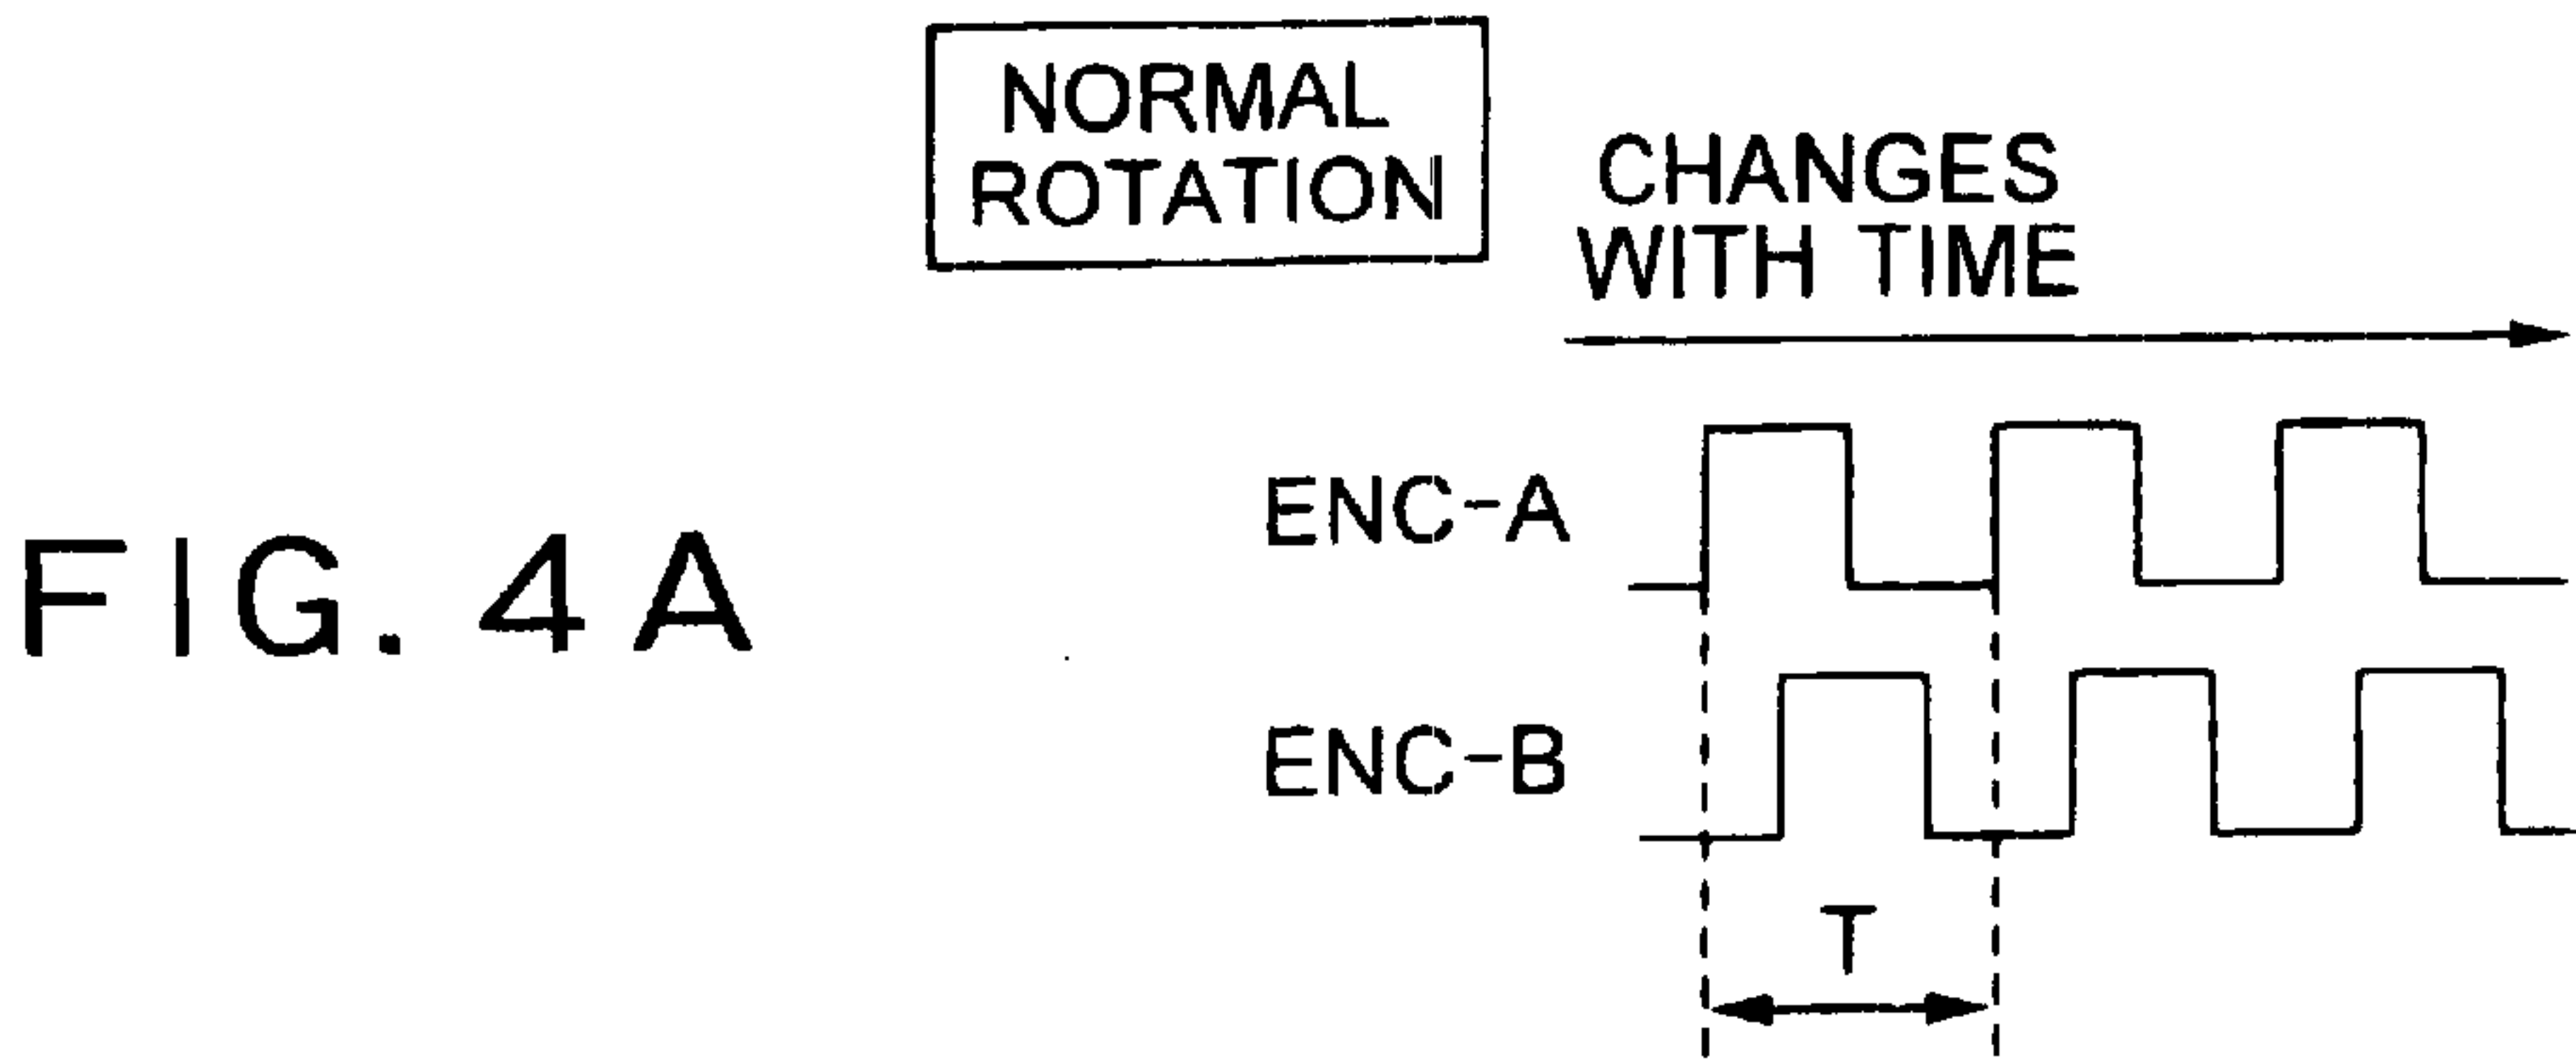 NORMAL
ROTATION
CHANGES
WITH TIME
ENC-A
FIG. 4A
ENC-B
T